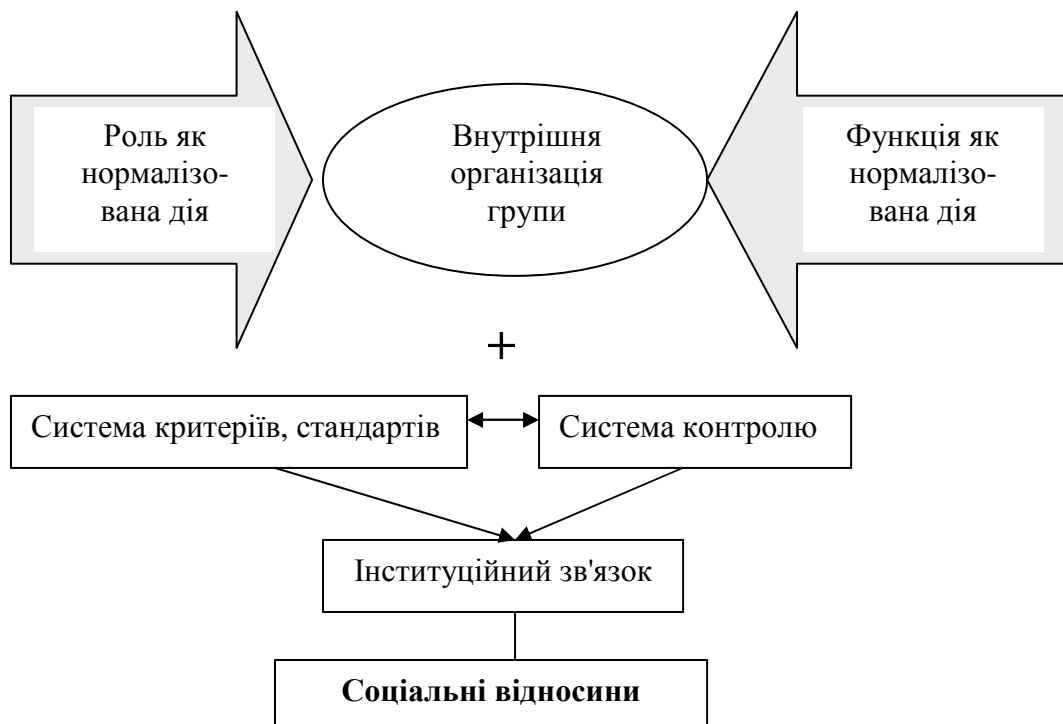 Роль як
нормалізо-
вана дія
Внутрішня
організація
групи
Функція як
нормалізо-
вана дія
+
Система критеріїв, стандартів
Система контролю
Інституційний зв'язок
Соціальні відносини